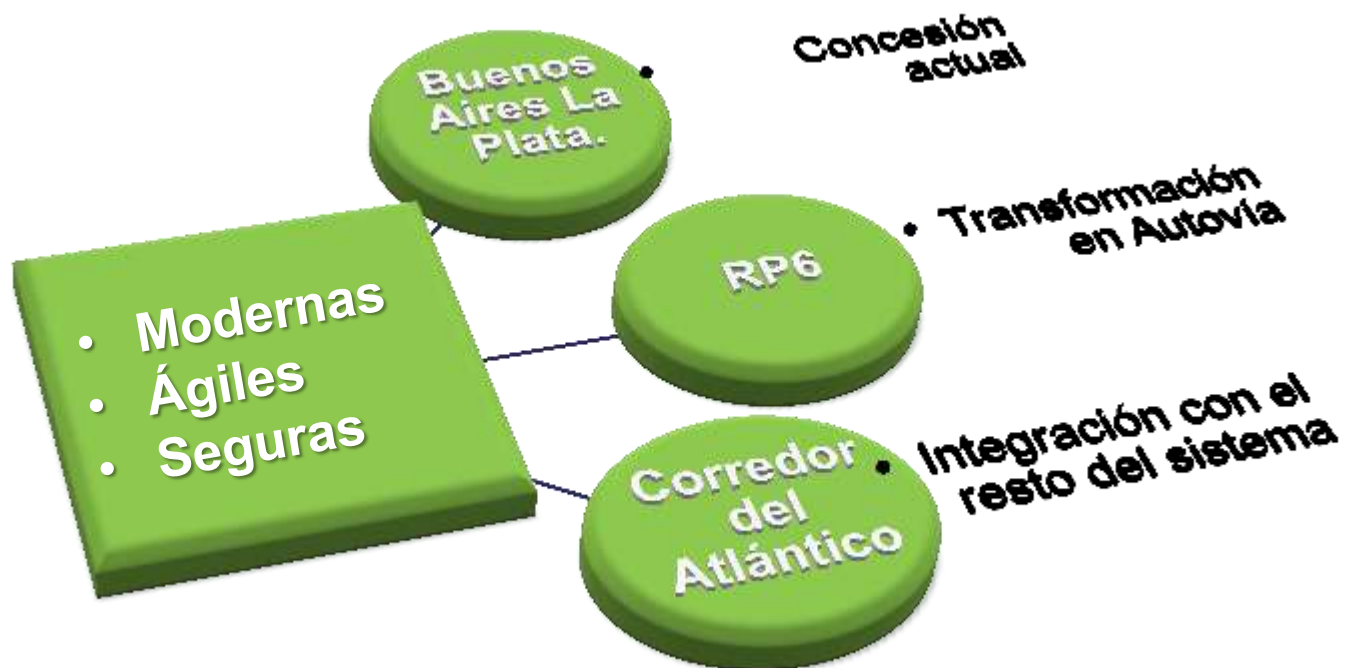 • Modernas
• Ágiles
• Seguras
Buenos
Aires La
Plata.
• Concesión
actual
RP6
• Transformación
en Autovía
Corredor
del
Atlántico
• Integración con el
resto del sistema